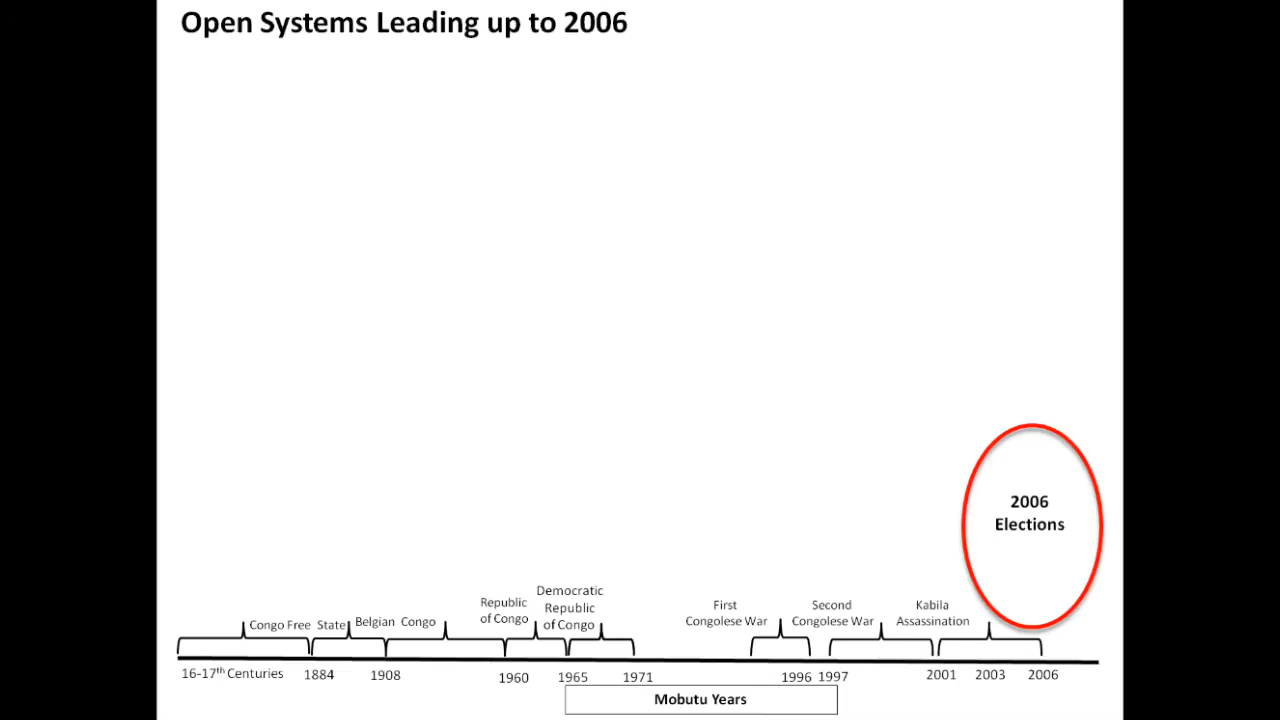 Open Systems Leading up to 2006
2006
Elections
Congo Free State
Belgian Congo
Republic
of Congo
Democratic
Republic
of Congo
First
Congolese War
Second
Congolese War
Kabila
Assassination
16-17th Centuries
1884
1908
1960
1965
1971
1996
1997
2001
2003
2006
Mobutu Years